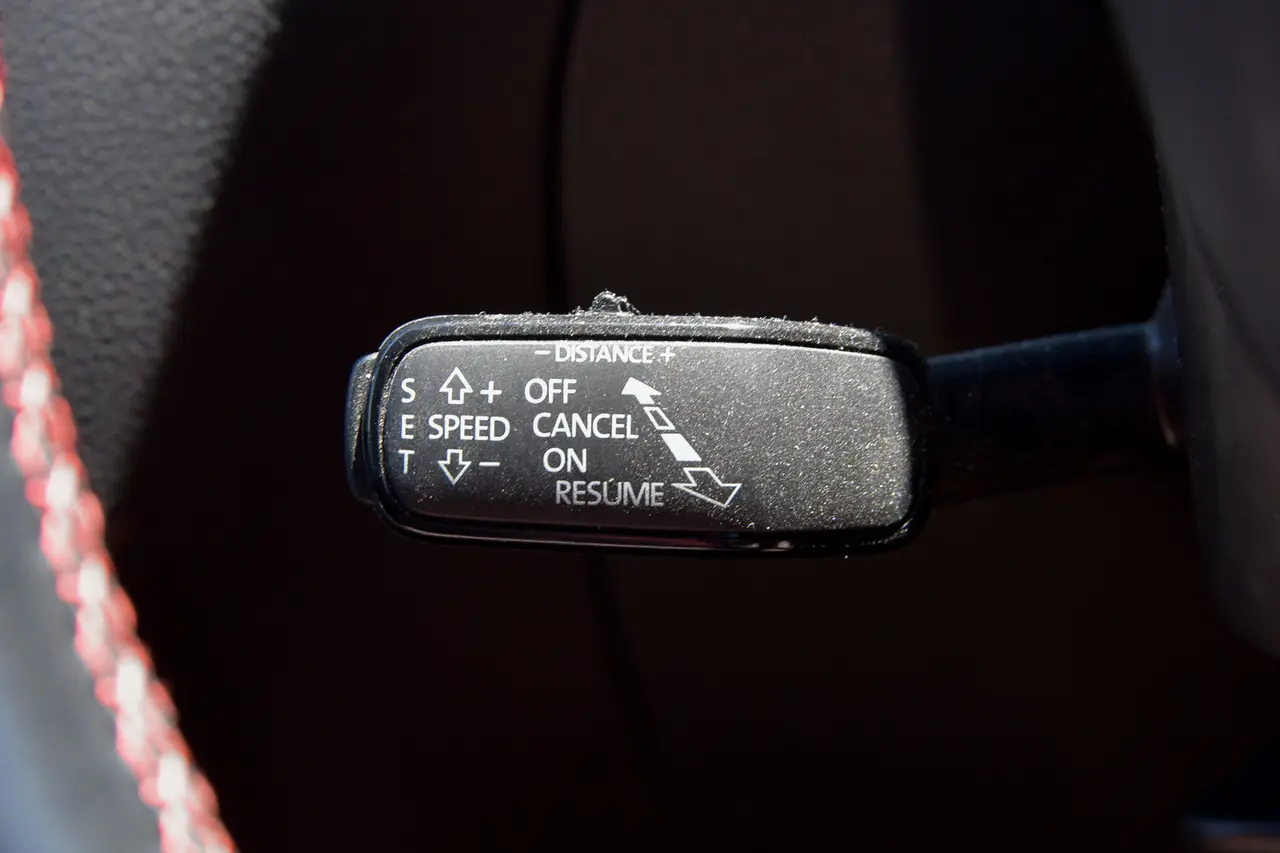 – DISTANCE +
S + OFF
E SPEED CANCEL
T – ON
RESUME